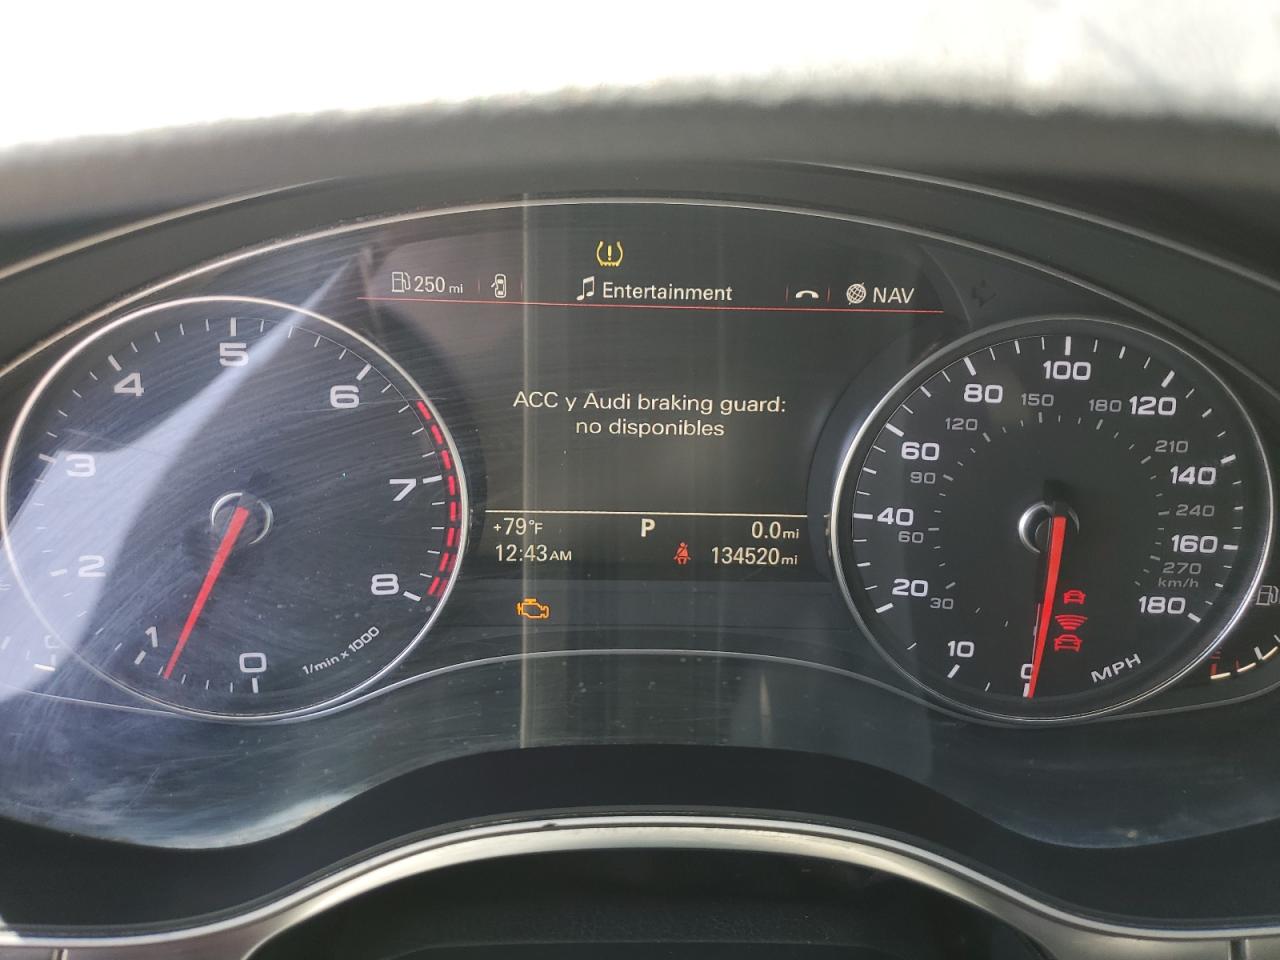 250 mi
Entertainment
NAV
ACC y Audi braking guard:
no disponibles
+79°F
P
0.0mi
12:43AM
134520mi
0
1
2
3
4
5
6
7
8
1/min x 1000
0
10
20
40
60
80
100
120
140
160
180
MPH
30
60
90
120
150
180
210
240
270
km/h